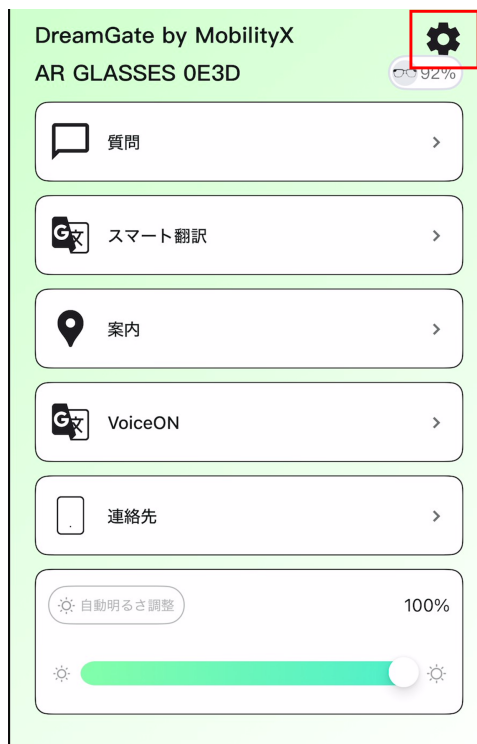 DreamGate by MobilityX
AR GLASSES 0E3D
92%
質問
スマート翻訳
案内
VoiceON
連絡先
自動明るさ調整
100%